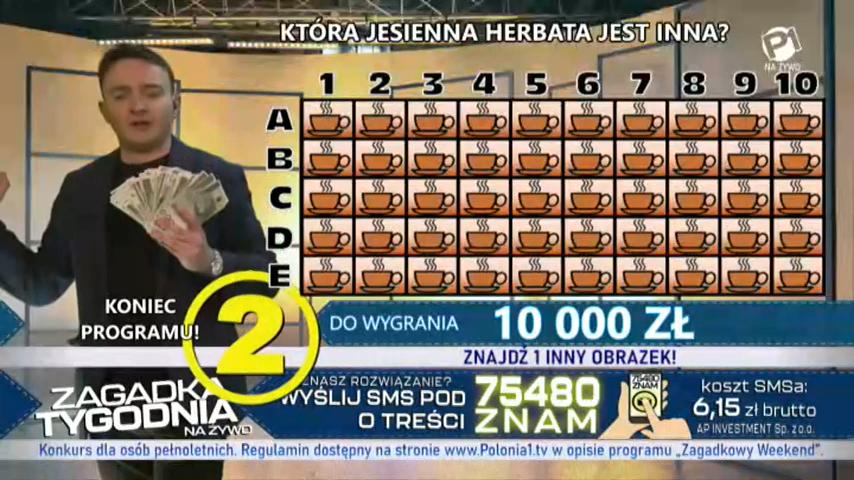 KTÓRA JESIENNA HERBATA JEST INNA?
P1
NA ŻYWO
1 2 3 4 5 6 7 8 9 10
A
B
C
D
E
KONIEC
PROGRAMU!
2
DO WYGRANIA 10 000 ZŁ
ZNAJDŹ 1 INNY OBRAZEK!
ZAGADKA
TYGODNIA
NA ŻYWO
ZNASZ ROZWIĄZANIE?
WYŚLIJ SMS POD 75480
O TREŚCI ZNAM
75480
ZNAM
koszt SMSa:
6,15 zł brutto
AP INVESTMENT Sp. z o.o.
Konkurs dla osób pełnoletnich. Regulamin dostępny na stronie www.Polonia1.tv w opisie programu „Zagadkowy Weekend”.